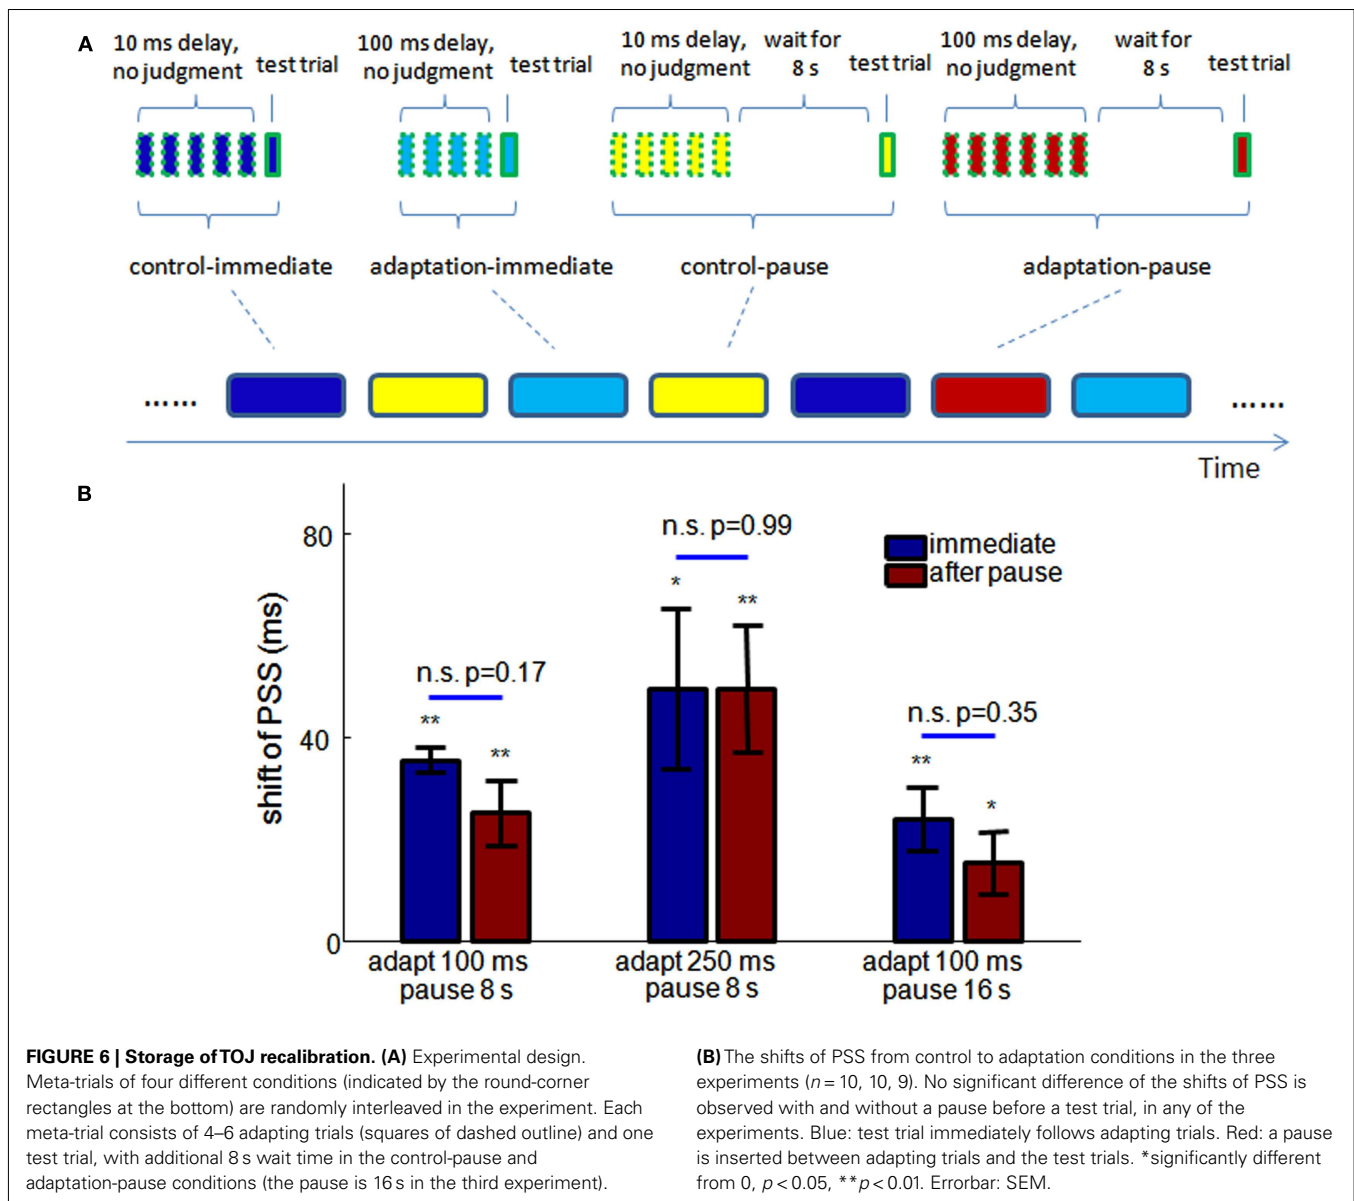 A
10 ms delay,
no judgment
test trial
100 ms delay,
no judgment
test trial
10 ms delay,
no judgment
wait for
8 s
test trial
100 ms delay,
no judgment
wait for
8 s
test trial
control-immediate
adaptation-immediate
control-pause
adaptation-pause
......
......
Time
B
shift of PSS (ms)
80
40
0
n.s. p=0.17
**
**
n.s. p=0.99
*
**
n.s. p=0.35
**
*
immediate
after pause
adapt 100 ms
pause 8 s
adapt 250 ms
pause 8 s
adapt 100 ms
pause 16 s
FIGURE 6 | Storage of TOJ recalibration. (A) Experimental design.
Meta-trials of four different conditions (indicated by the round-corner
rectangles at the bottom) are randomly interleaved in the experiment. Each
meta-trial consists of 4–6 adapting trials (squares of dashed outline) and one
test trial, with additional 8 s wait time in the control-pause and
adaptation-pause conditions (the pause is 16 s in the third experiment).
(B) The shifts of PSS from control to adaptation conditions in the three
experiments (n = 10, 10, 9). No significant difference of the shifts of PSS is
observed with and without a pause before a test trial, in any of the
experiments. Blue: test trial immediately follows adapting trials. Red: a pause
is inserted between adapting trials and the test trials. *significantly different
from 0, p < 0.05, **p < 0.01. Errorbar: SEM.